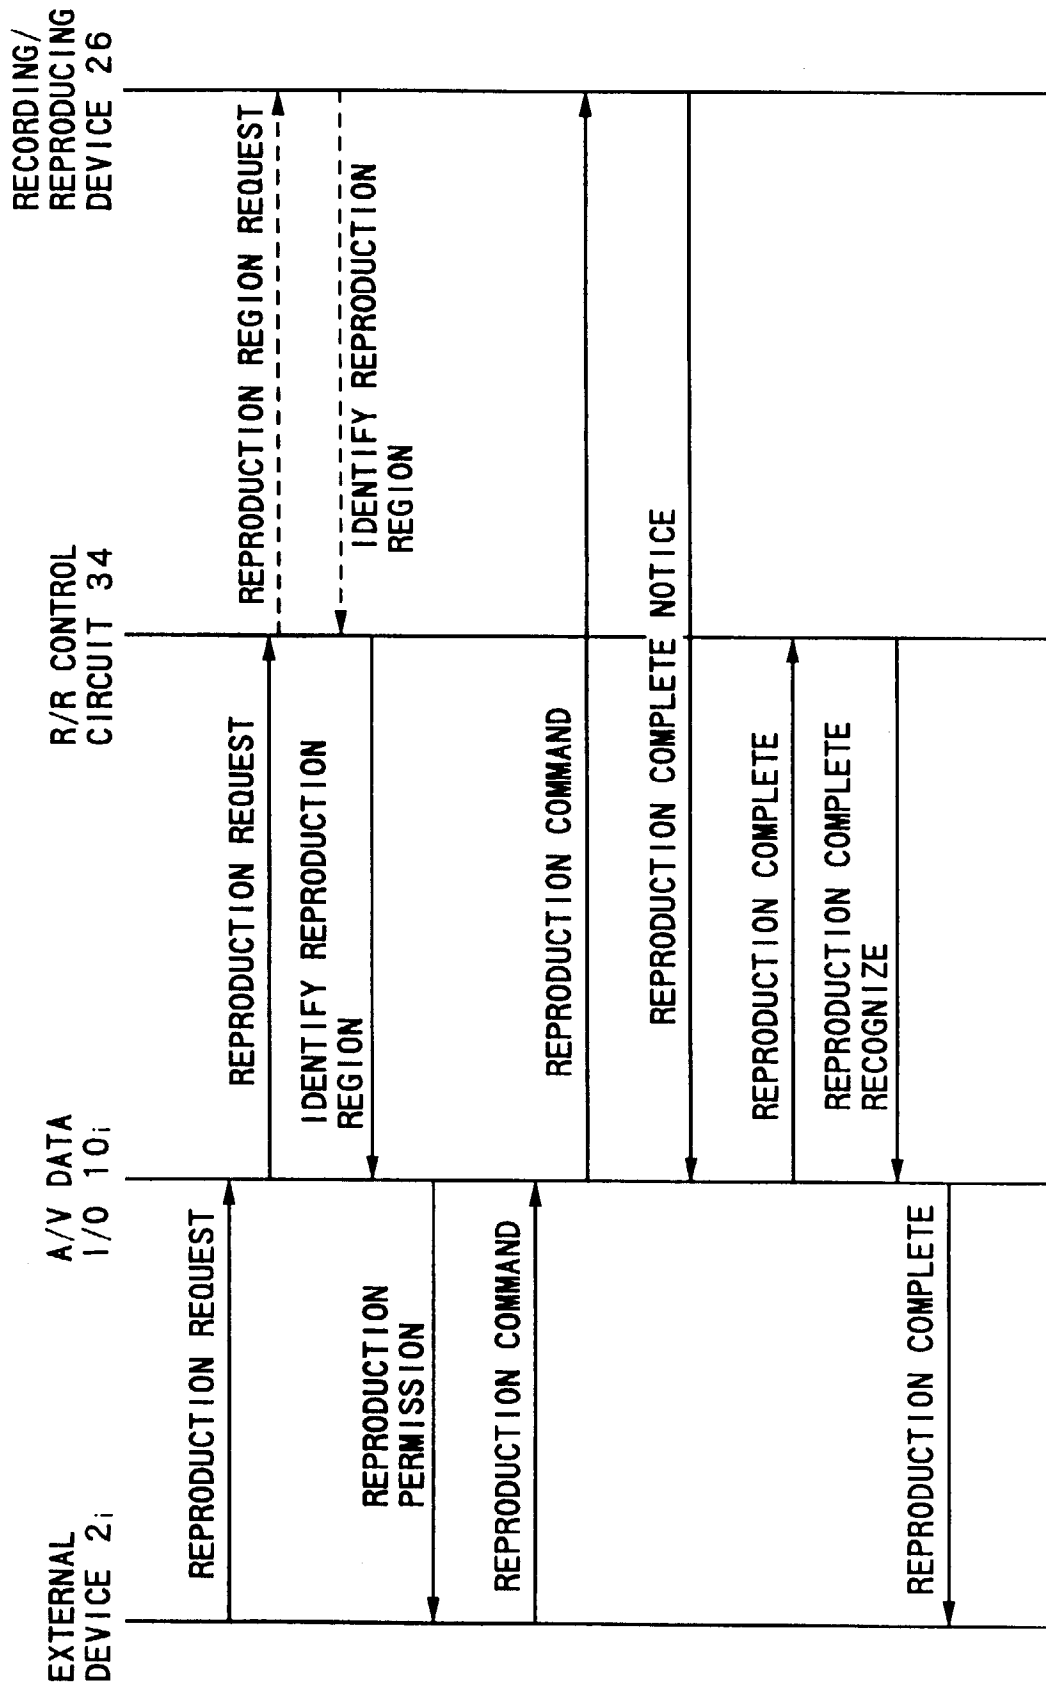 EXTERNAL
DEVICE 2i
A/V DATA
I/O 10i
R/R CONTROL
CIRCUIT 34
RECORDING/
REPRODUCING
DEVICE 26
REPRODUCTION REQUEST
REPRODUCTION REQUEST
REPRODUCTION REGION REQUEST
IDENTIFY REPRODUCTION
REGION
IDENTIFY REPRODUCTION
REGION
REPRODUCTION
PERMISSION
REPRODUCTION COMMAND
REPRODUCTION COMMAND
REPRODUCTION COMPLETE NOTICE
REPRODUCTION COMPLETE
REPRODUCTION COMPLETE
RECOGNIZE
REPRODUCTION COMPLETE